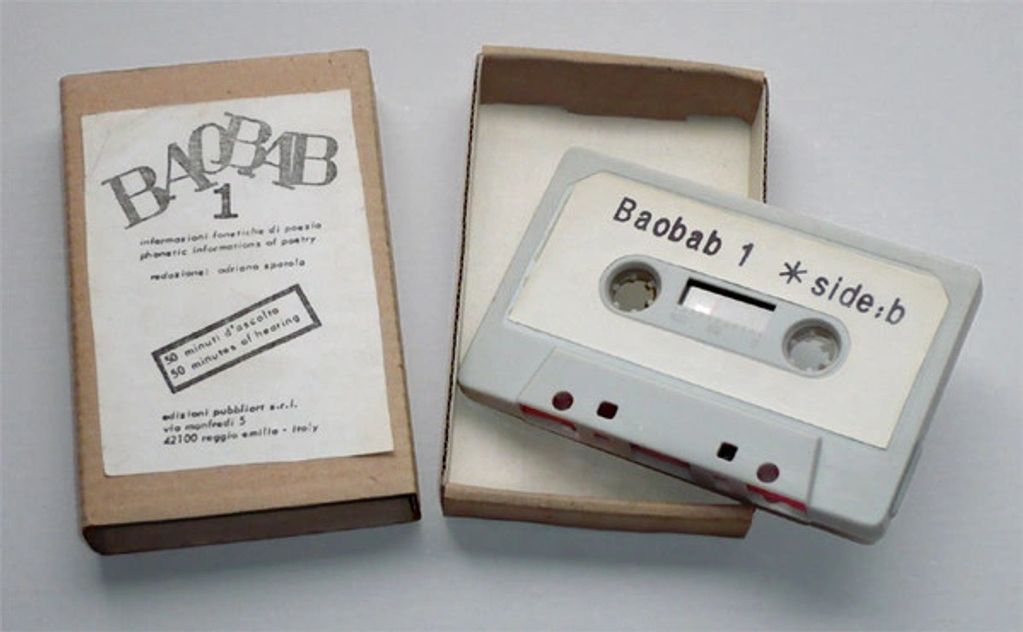 BAOBAB
1
informazioni fonetiche di poesia
phonetic informations of poetry
redazione: adriano spatola
50 minuti d'ascolto
50 minutes of hearing
edizioni pubbliart s.r.l.
via manfredi 5
42100 reggio emilia - Italy
Baobab 1 *side:b